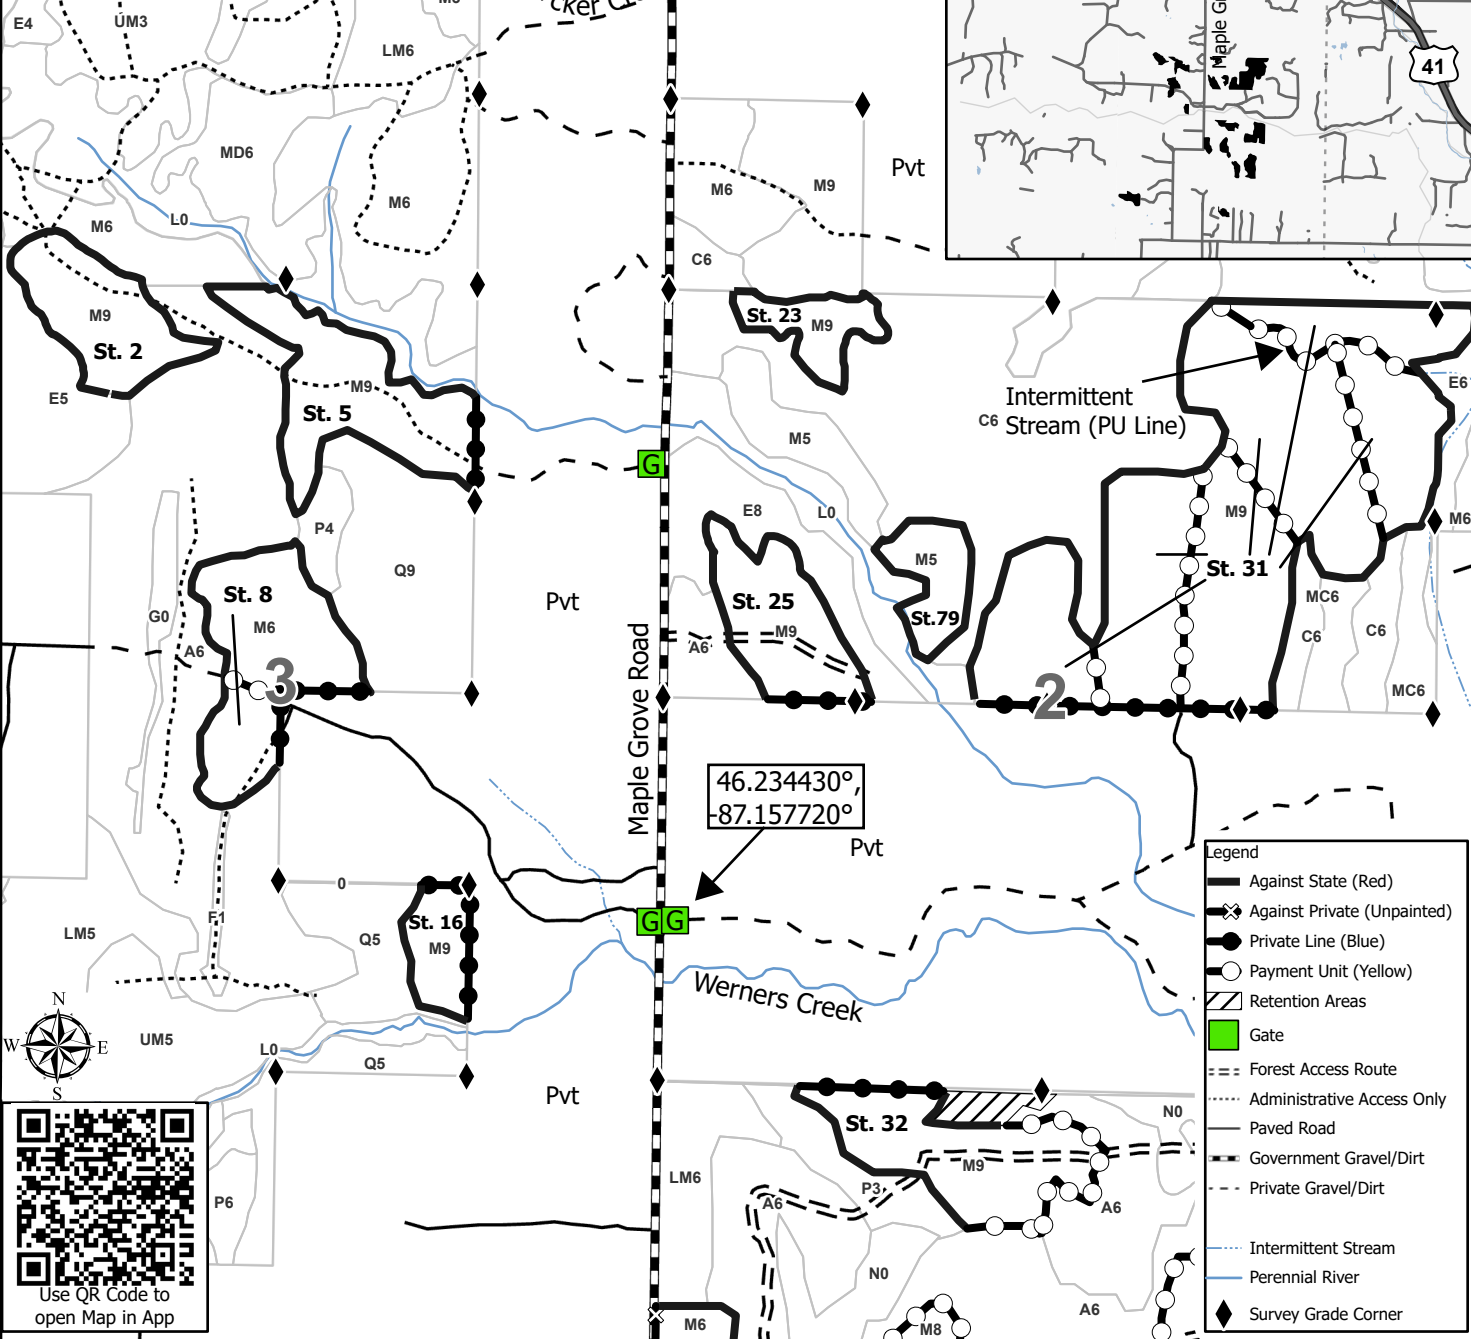 E4
UM3
M3
cker Cr
LM6
Maple Gr
41
MD6
M6
M6
M9
Pvt
L0
M6
M6
C6
M9
St. 2
E5
M9
St. 5
St. 23
M9
Intermittent
Stream (PU Line)
C6
E6
M5
G
P4
Q9
E8
L0
M9
M6
St. 8
M6
G0
A6
3
Pvt
St. 25
M9
A6
M5
St.79
St. 31
MC6
C6
C6
MC6
2
Maple Grove Road
46.234430°,
-87.157720°
Pvt
0
St. 16
M9
Q5
F1
LM5
G
G
Werners Creek
N
W
E
S
UM5
L0
Q5
Pvt
P6
Use QR Code to
open Map in App
St. 32
M9
P3
A6
LM6
A6
N0
N0
A6
M6
M8
Legend
Against State (Red)
Against Private (Unpainted)
Private Line (Blue)
Payment Unit (Yellow)
Retention Areas
Gate
Forest Access Route
Administrative Access Only
Paved Road
Government Gravel/Dirt
Private Gravel/Dirt
Intermittent Stream
Perennial River
Survey Grade Corner